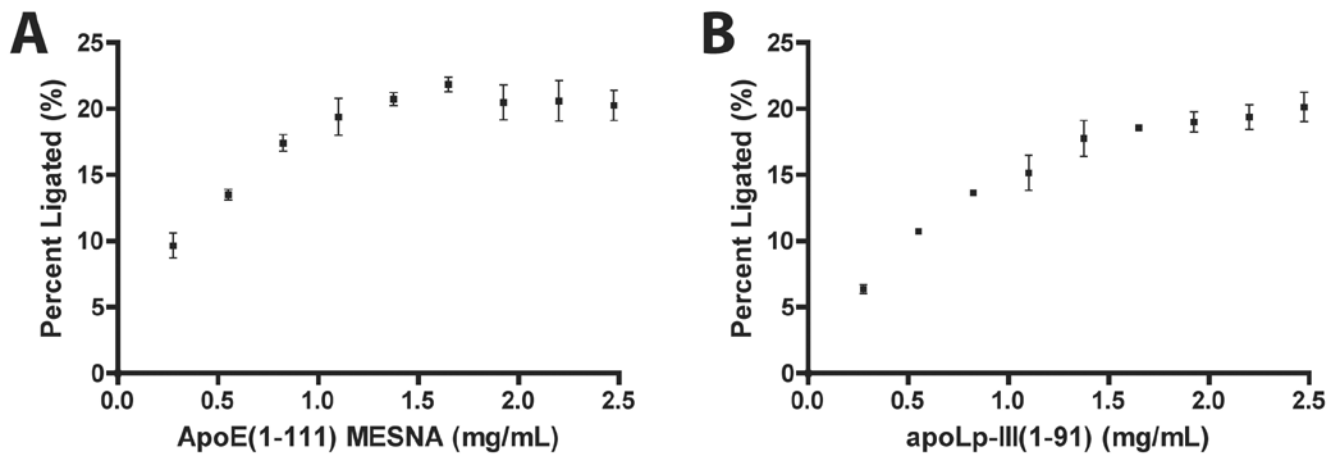 A
25
20
15
10
5
0
Percent Ligated (%)
0.0 0.5 1.0 1.5 2.0 2.5
ApoE(1-111) MESNA (mg/mL)
B
25
20
15
10
5
0
Percent Ligated (%)
0.0 0.5 1.0 1.5 2.0 2.5
apoLp-III(1-91) (mg/mL)